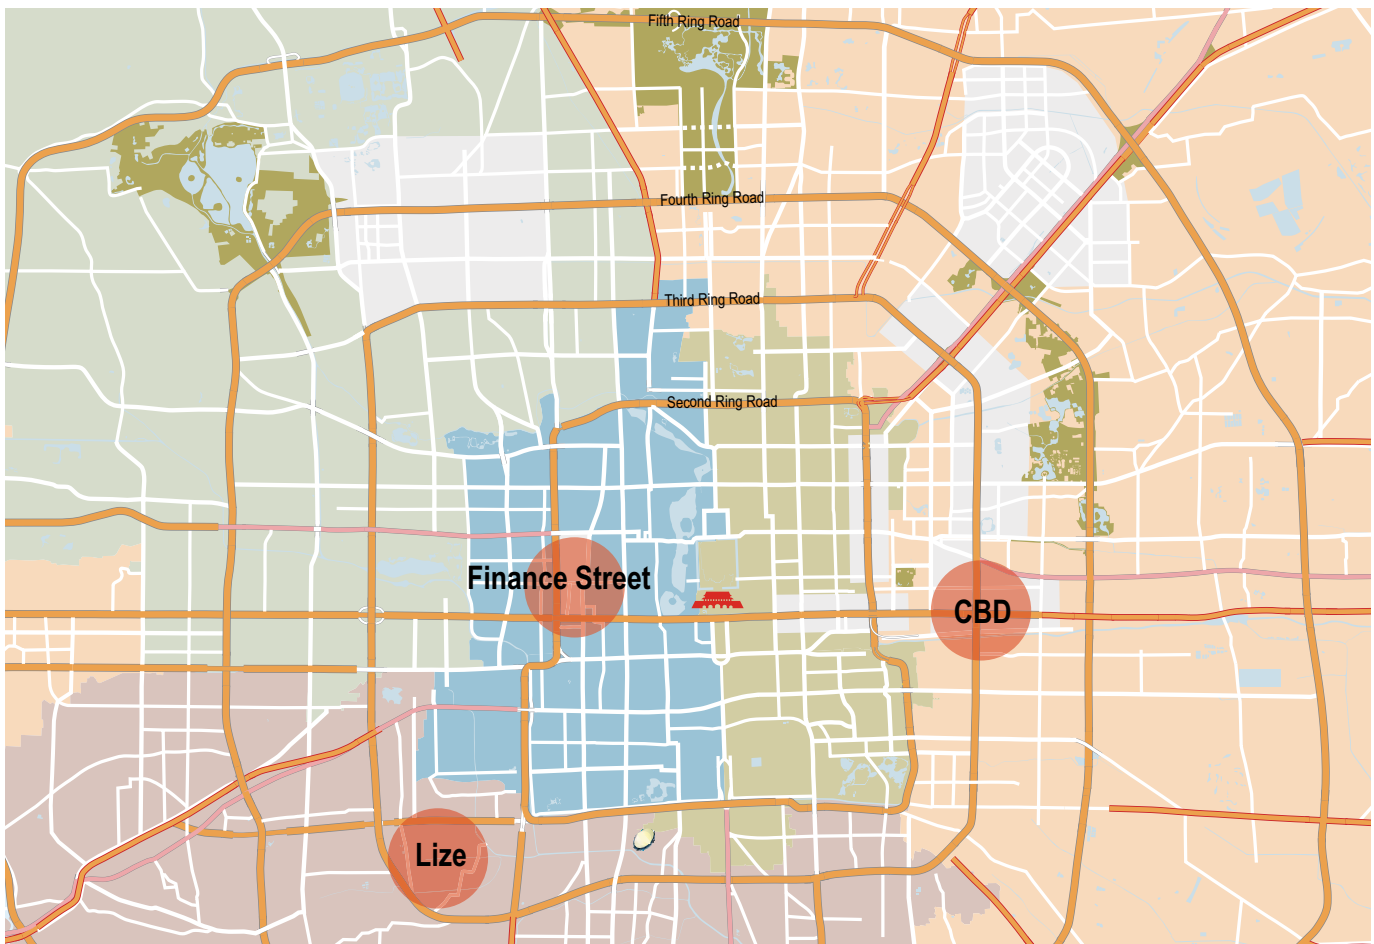 Fifth Ring Road
Fourth Ring Road
Third Ring Road
Second Ring Road
Finance Street
CBD
Lize